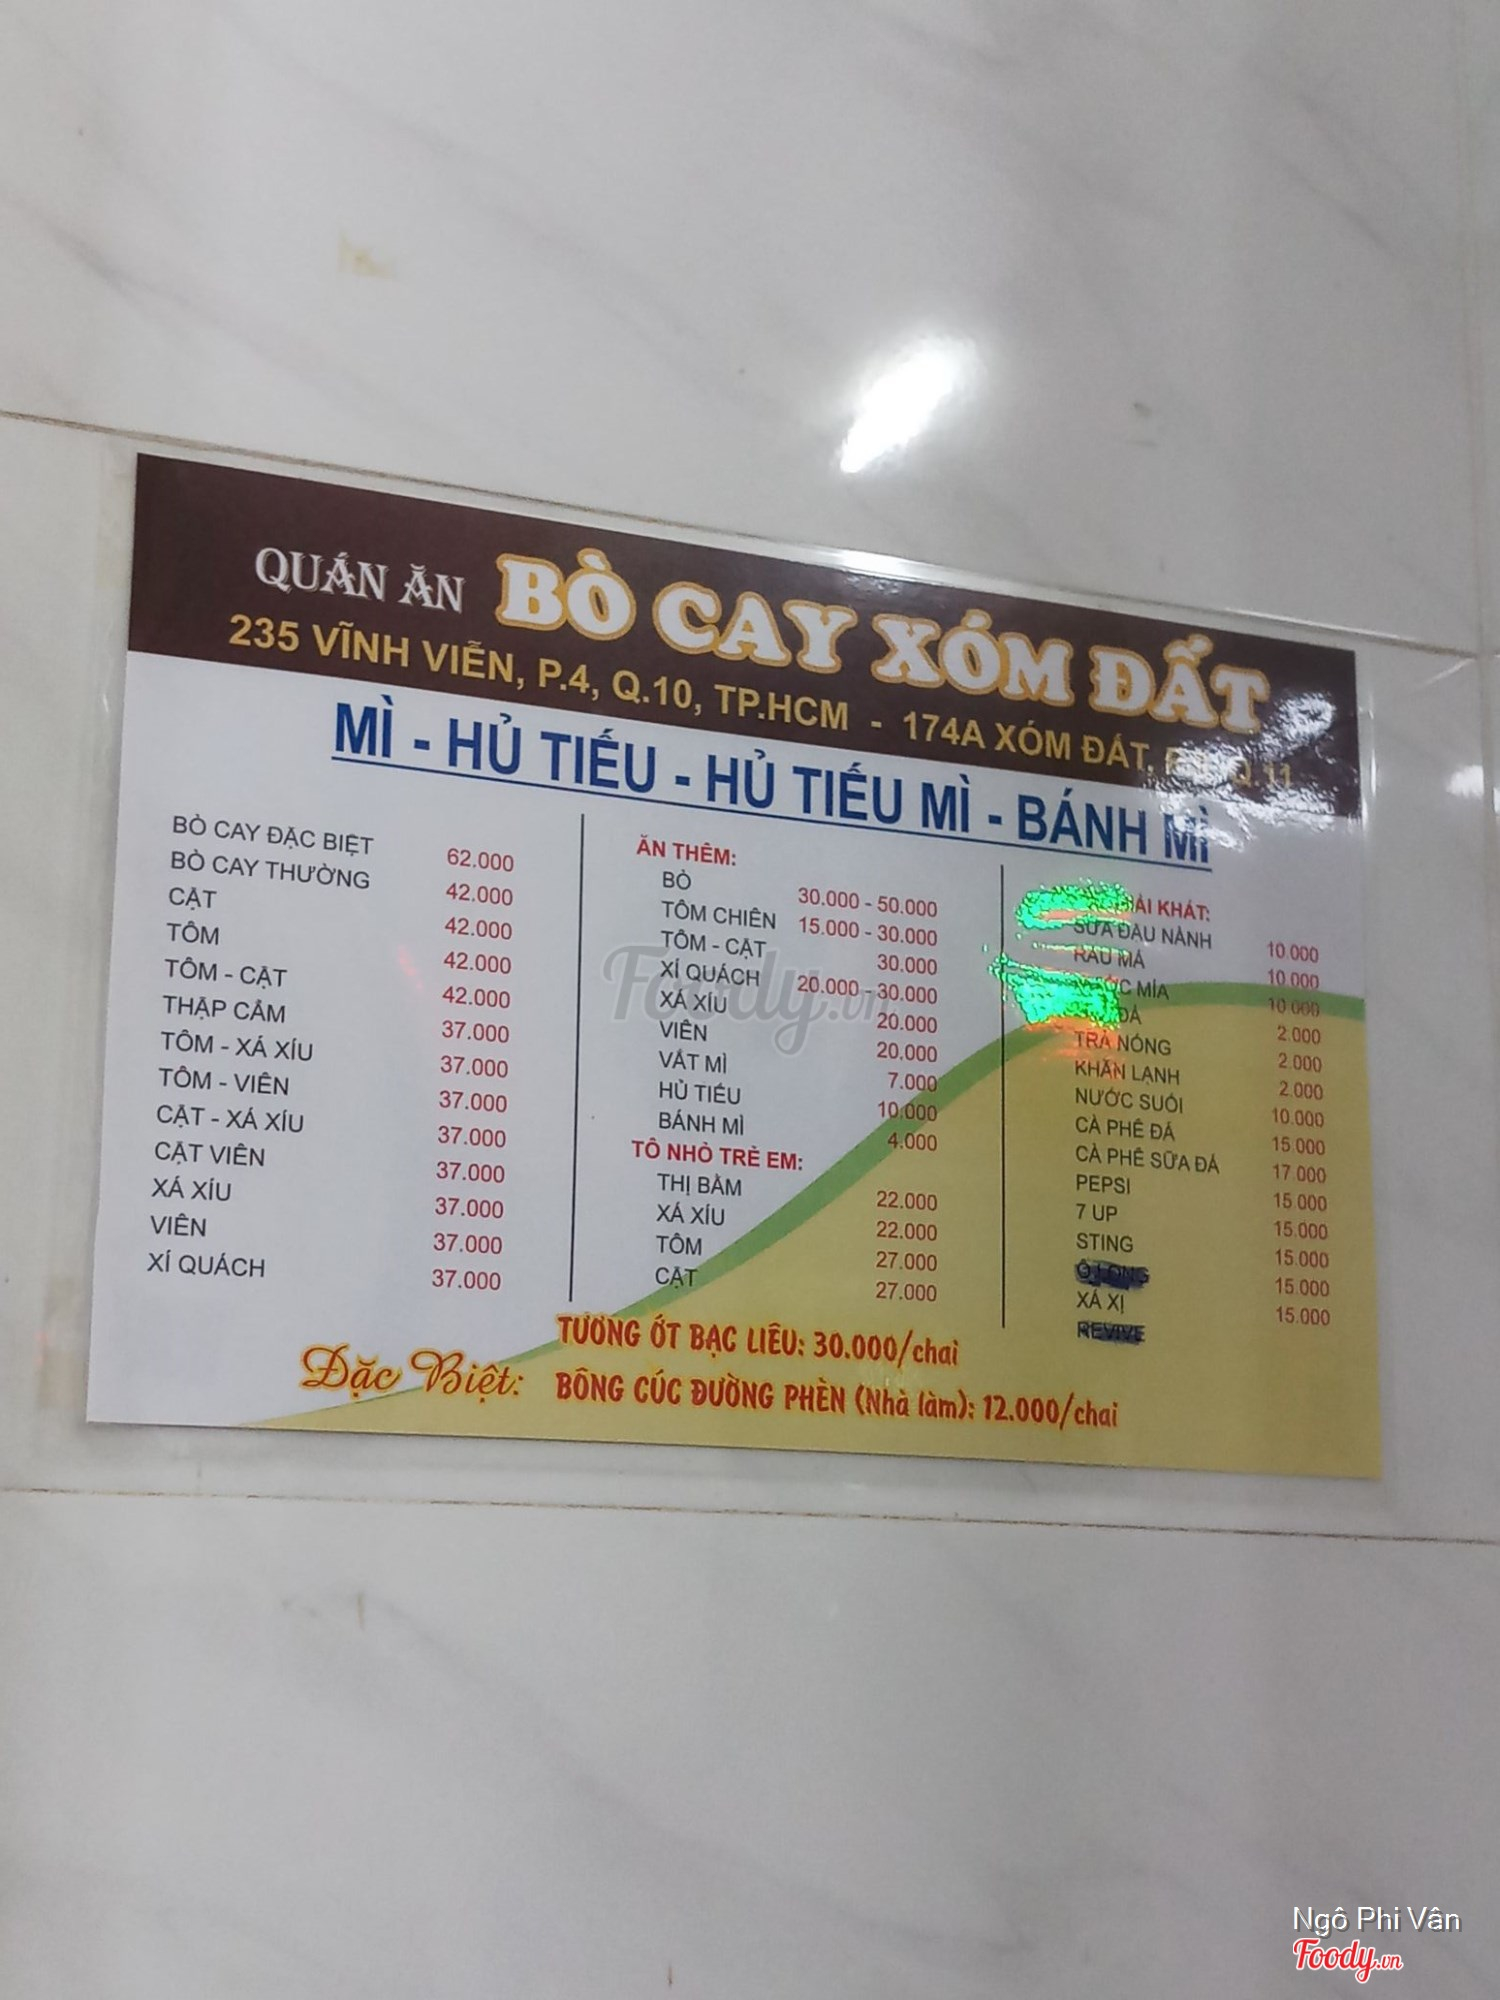 QUÁN ĂN BÒ CAY XÓM ĐẤT
235 VĨNH VIỄN, P.4, Q.10, TP.HCM - 174A XÓM ĐẤT, Q.11
MÌ - HỦ TIẾU - HỦ TIẾU MÌ - BÁNH MÌ
BÒ CAY ĐẶC BIỆT 62.000
BÒ CAY THƯỜNG 42.000
CẬT 42.000
TÔM 42.000
TÔM - CẬT 42.000
THẬP CẨM 37.000
TÔM - XÁ XÍU 37.000
TÔM - VIÊN 37.000
CẬT - XÁ XÍU 37.000
CẬT VIÊN 37.000
XÁ XÍU 37.000
VIÊN 37.000
XÍ QUÁCH 37.000
ĂN THÊM:
BÒ 30.000 - 50.000
TÔM CHIÊN 15.000 - 30.000
TÔM - CẬT 30.000
XÍ QUÁCH 20.000 - 30.000
XÁ XÍU 20.000
VIÊN 20.000
VẮT MÌ 7.000
HỦ TIẾU 10.000
BÁNH MÌ 4.000
TÔ NHỎ TRẺ EM:
THỊ BẰM 22.000
XÁ XÍU 22.000
TÔM 27.000
CẬT 27.000
KHÁT:
SỮA ĐẬU NÀNH 10.000
RAU MÁ 10.000
MÍA 10.000
ĐÁ 2.000
TRÀ NÓNG 2.000
KHĂN LẠNH 2.000
NƯỚC SUỐI 10.000
CÀ PHÊ ĐÁ 15.000
CÀ PHÊ SỮA ĐÁ 17.000
PEPSI 15.000
7 UP 15.000
STING 15.000
Ô LONG 15.000
XÁ XỊ 15.000
REVIVE
Đặc Biệt: TƯƠNG ỚT BẠC LIÊU: 30.000/chai
BÔNG CÚC ĐƯỜNG PHÈN (Nhà làm): 12.000/chai
Foody.vn
Ngô Phi Vân
Foody.vn